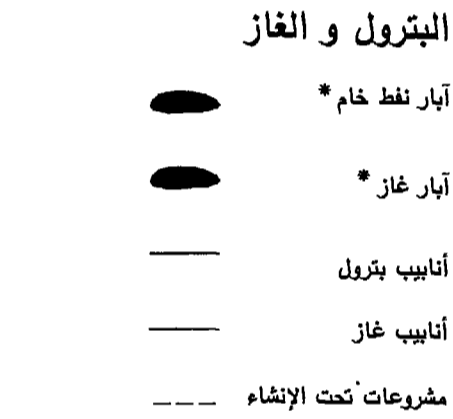 البترول و الغاز
آبار نفط خام *
آبار غاز *
أنابيب بترول
أنابيب غاز
مشروعات تحت الإنشاء